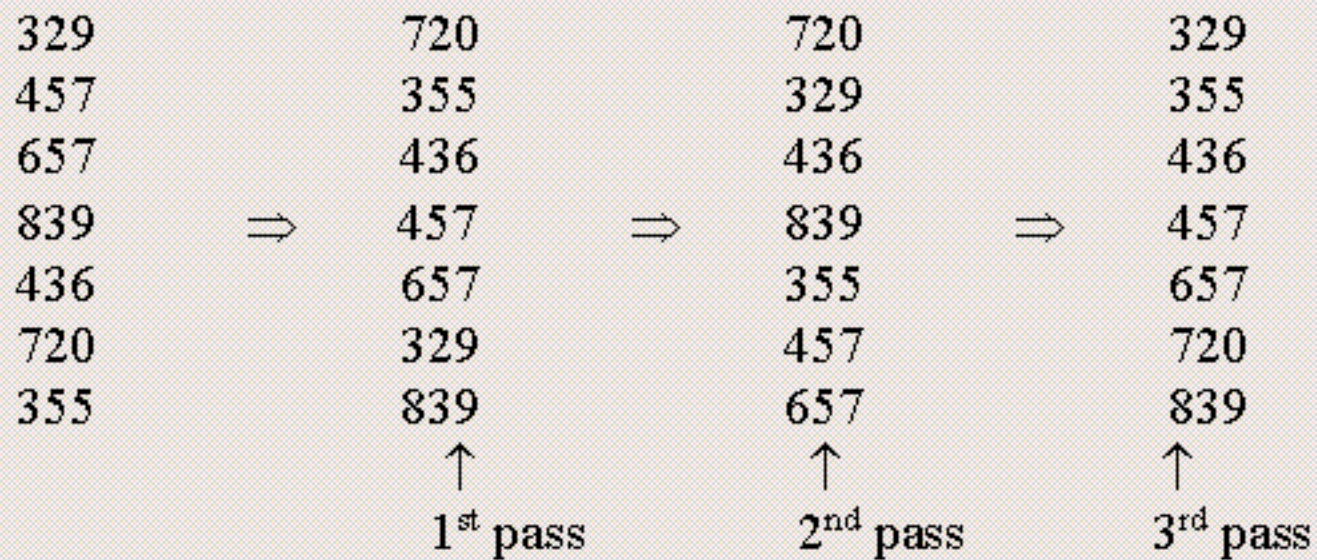 329 720 720 329
457 355 329 355
657 436 436 436
839 ⇒ 457 ⇒ 839 ⇒ 457
436 657 355 657
720 329 457 720
355 839 657 839
↑ ↑ ↑
1st pass 2nd pass 3rd pass